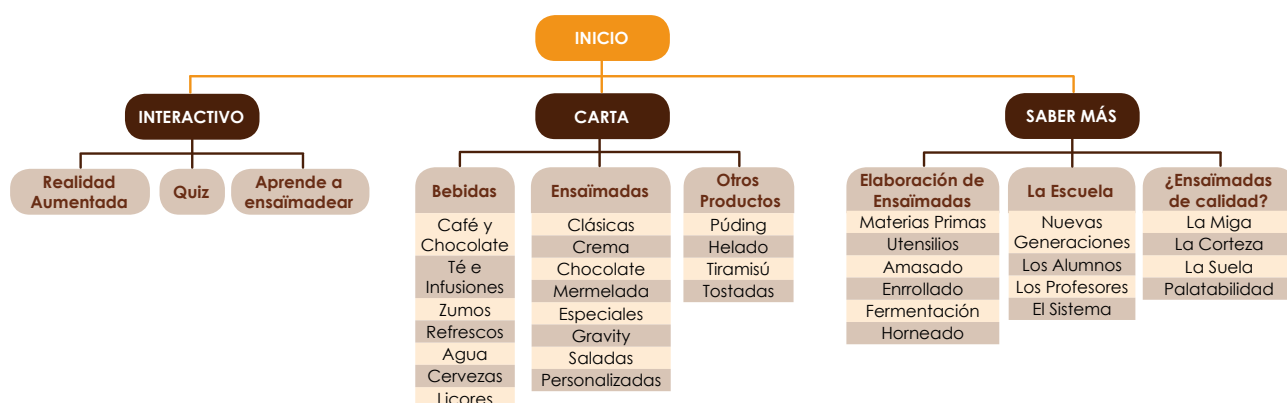 INICIO
INTERACTIVO
CARTA
SABER MÁS
Realidad
Aumentada
Quiz
Aprende a
ensaïmadear
Bebidas
Café y
Chocolate
Té e
Infusiones
Zumos
Refrescos
Agua
Cervezas
Licores
Ensaïmadas
Clásicas
Crema
Chocolate
Mermelada
Especiales
Gravity
Saladas
Personalizadas
Otros
Productos
Púding
Helado
Tiramisú
Tostadas
Elaboración de
Ensaïmadas
Materias Primas
Utensilios
Amasado
Enrrollado
Fermentación
Horneado
La Escuela
Nuevas
Generaciones
Los Alumnos
Los Profesores
El Sistema
¿Ensaïmadas
de calidad?
La Miga
La Corteza
La Suela
Palatabilidad